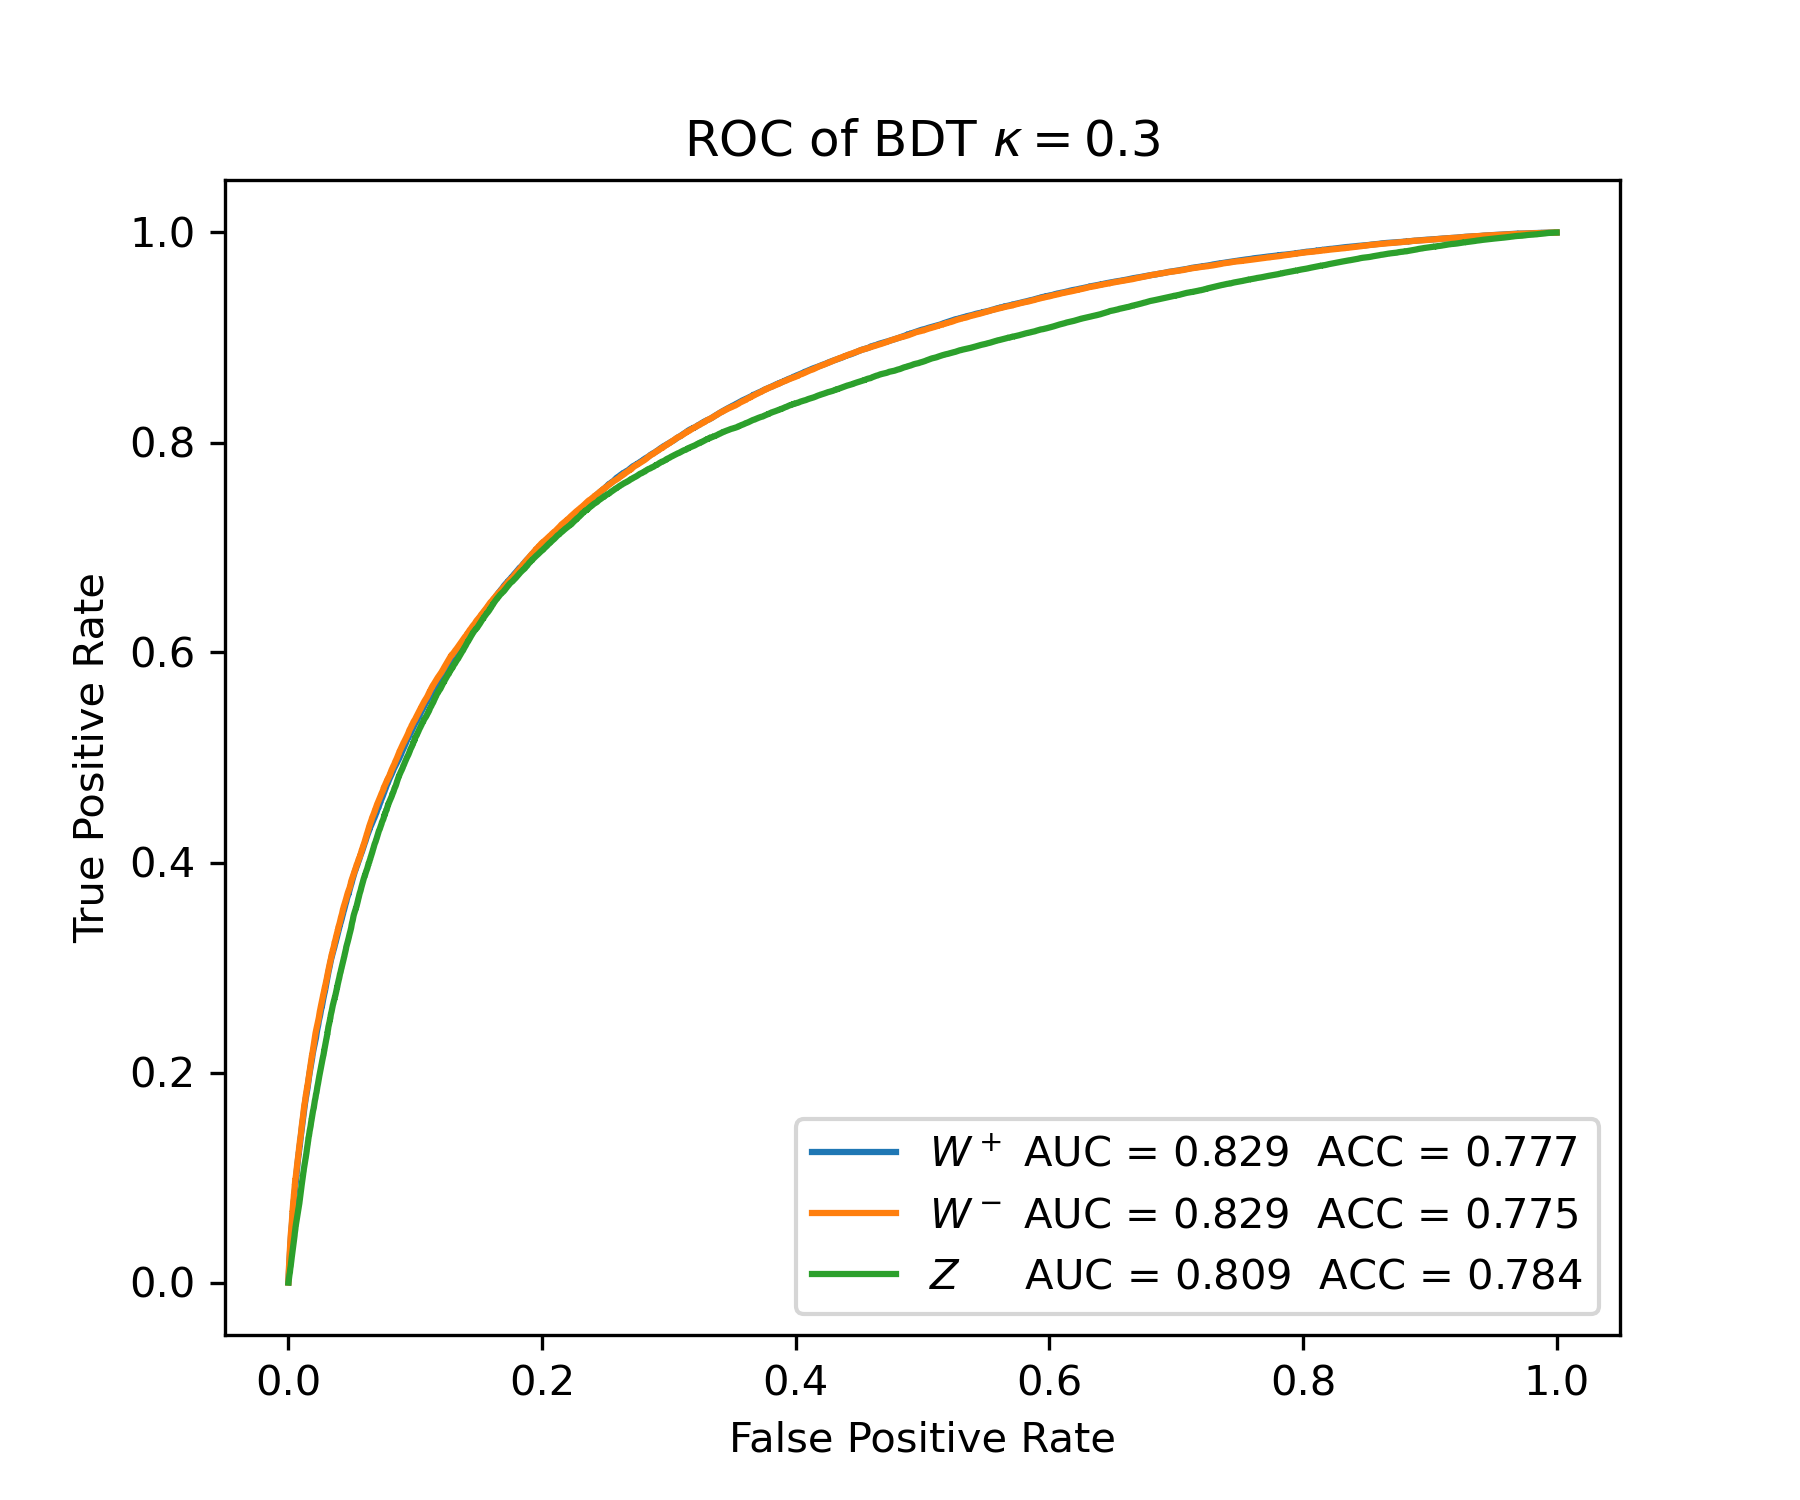 ROC of BDT κ = 0.3
True Positive Rate
1.0
0.8
0.6
0.4
0.2
0.0
W⁺ AUC = 0.829 ACC = 0.777
W⁻ AUC = 0.829 ACC = 0.775
Z AUC = 0.809 ACC = 0.784
0.0 0.2 0.4 0.6 0.8 1.0
False Positive Rate